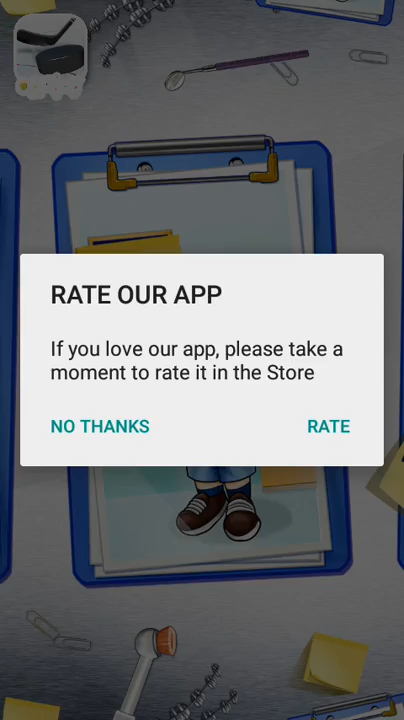 RATE OUR APP
If you love our app, please take a
moment to rate it in the Store
NO THANKS
RATE